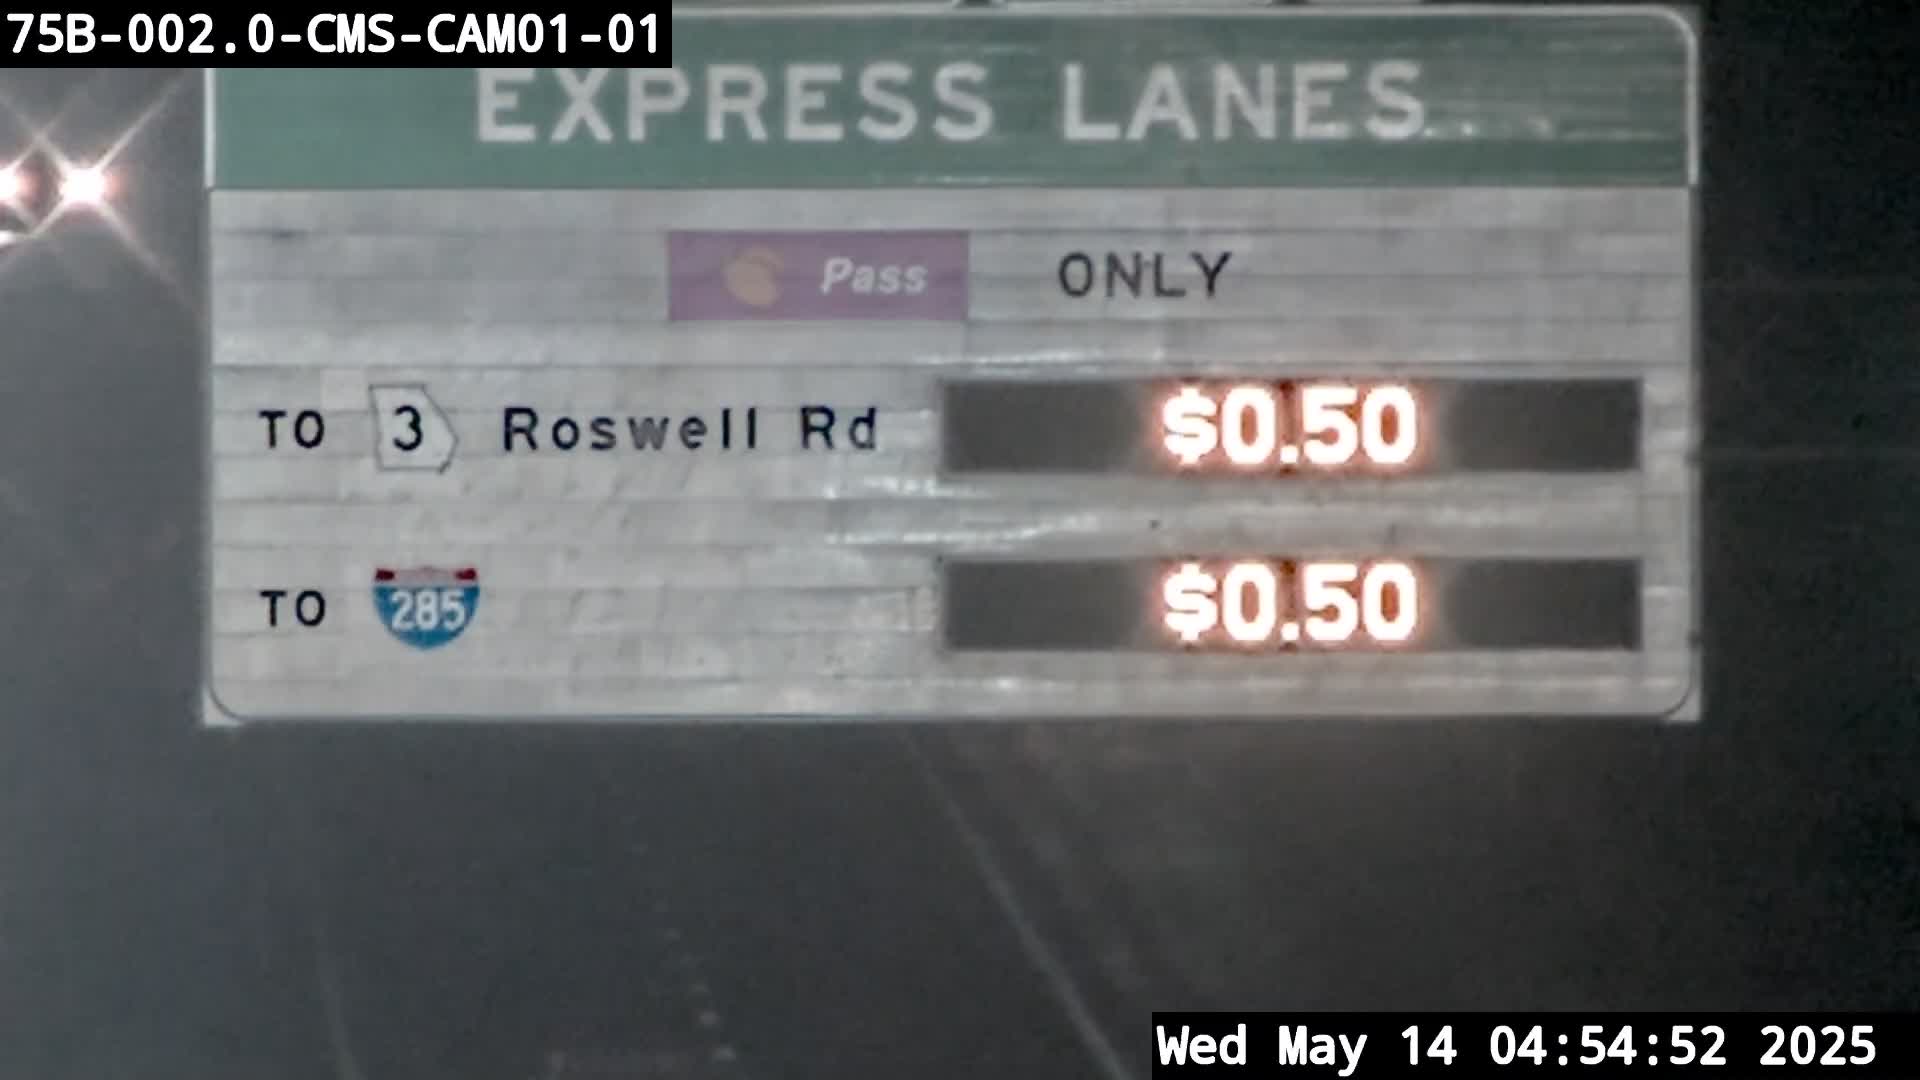 75B-002.0-CMS-CAM01-01
EXPRESS LANES
Pass ONLY
TO 3 Roswell Rd $0.50
TO 285 $0.50
Wed May 14 04:54:52 2025